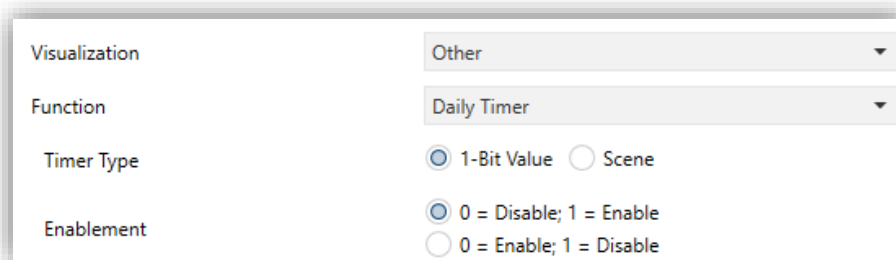 Visualization Other
Function Daily Timer
Timer Type 1-Bit Value Scene
Enablement 0 = Disable; 1 = Enable
0 = Enable; 1 = Disable